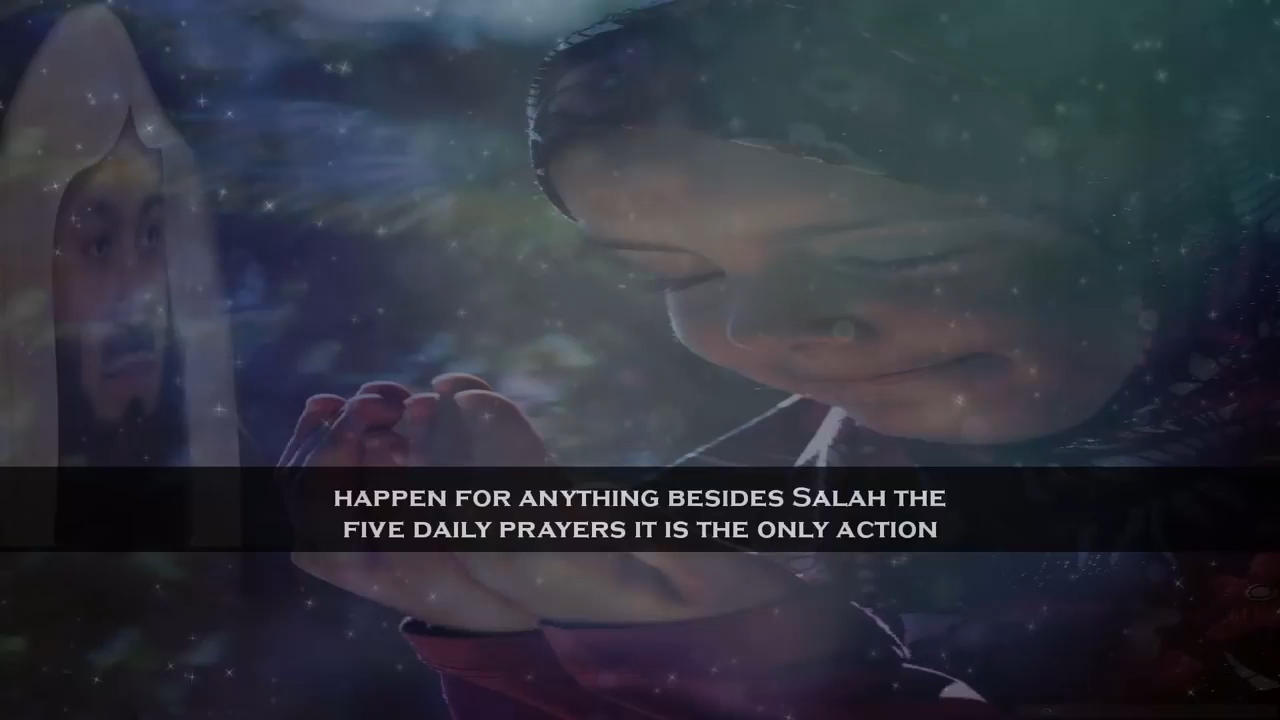 HAPPEN FOR ANYTHING BESIDES SALAH THE
FIVE DAILY PRAYERS IT IS THE ONLY ACTION